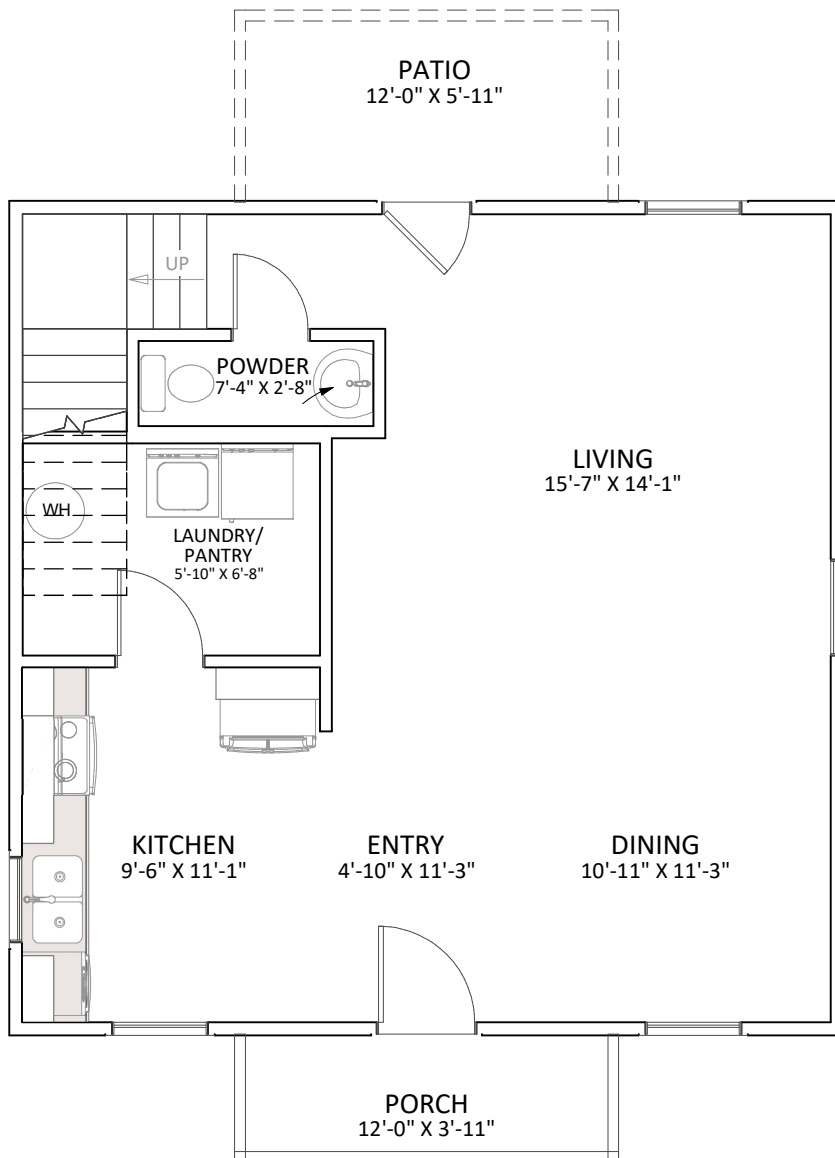 PATIO
12'-0" X 5'-11"
UP
POWDER
7'-4" X 2'-8"
LIVING
15'-7" X 14'-1"
WH
LAUNDRY/
PANTRY
5'-10" X 6'-8"
KITCHEN
9'-6" X 11'-1"
ENTRY
4'-10" X 11'-3"
DINING
10'-11" X 11'-3"
PORCH
12'-0" X 3'-11"